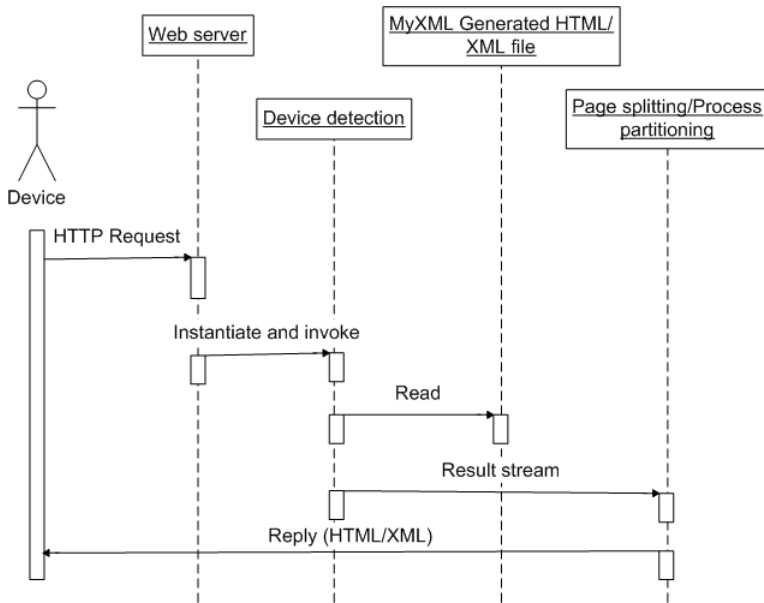 Web server
MyXML Generated HTML/
XML file
Device detection
Page splitting/Process
partitioning
Device
HTTP Request
Instantiate and invoke
Read
Result stream
Reply (HTML/XML)